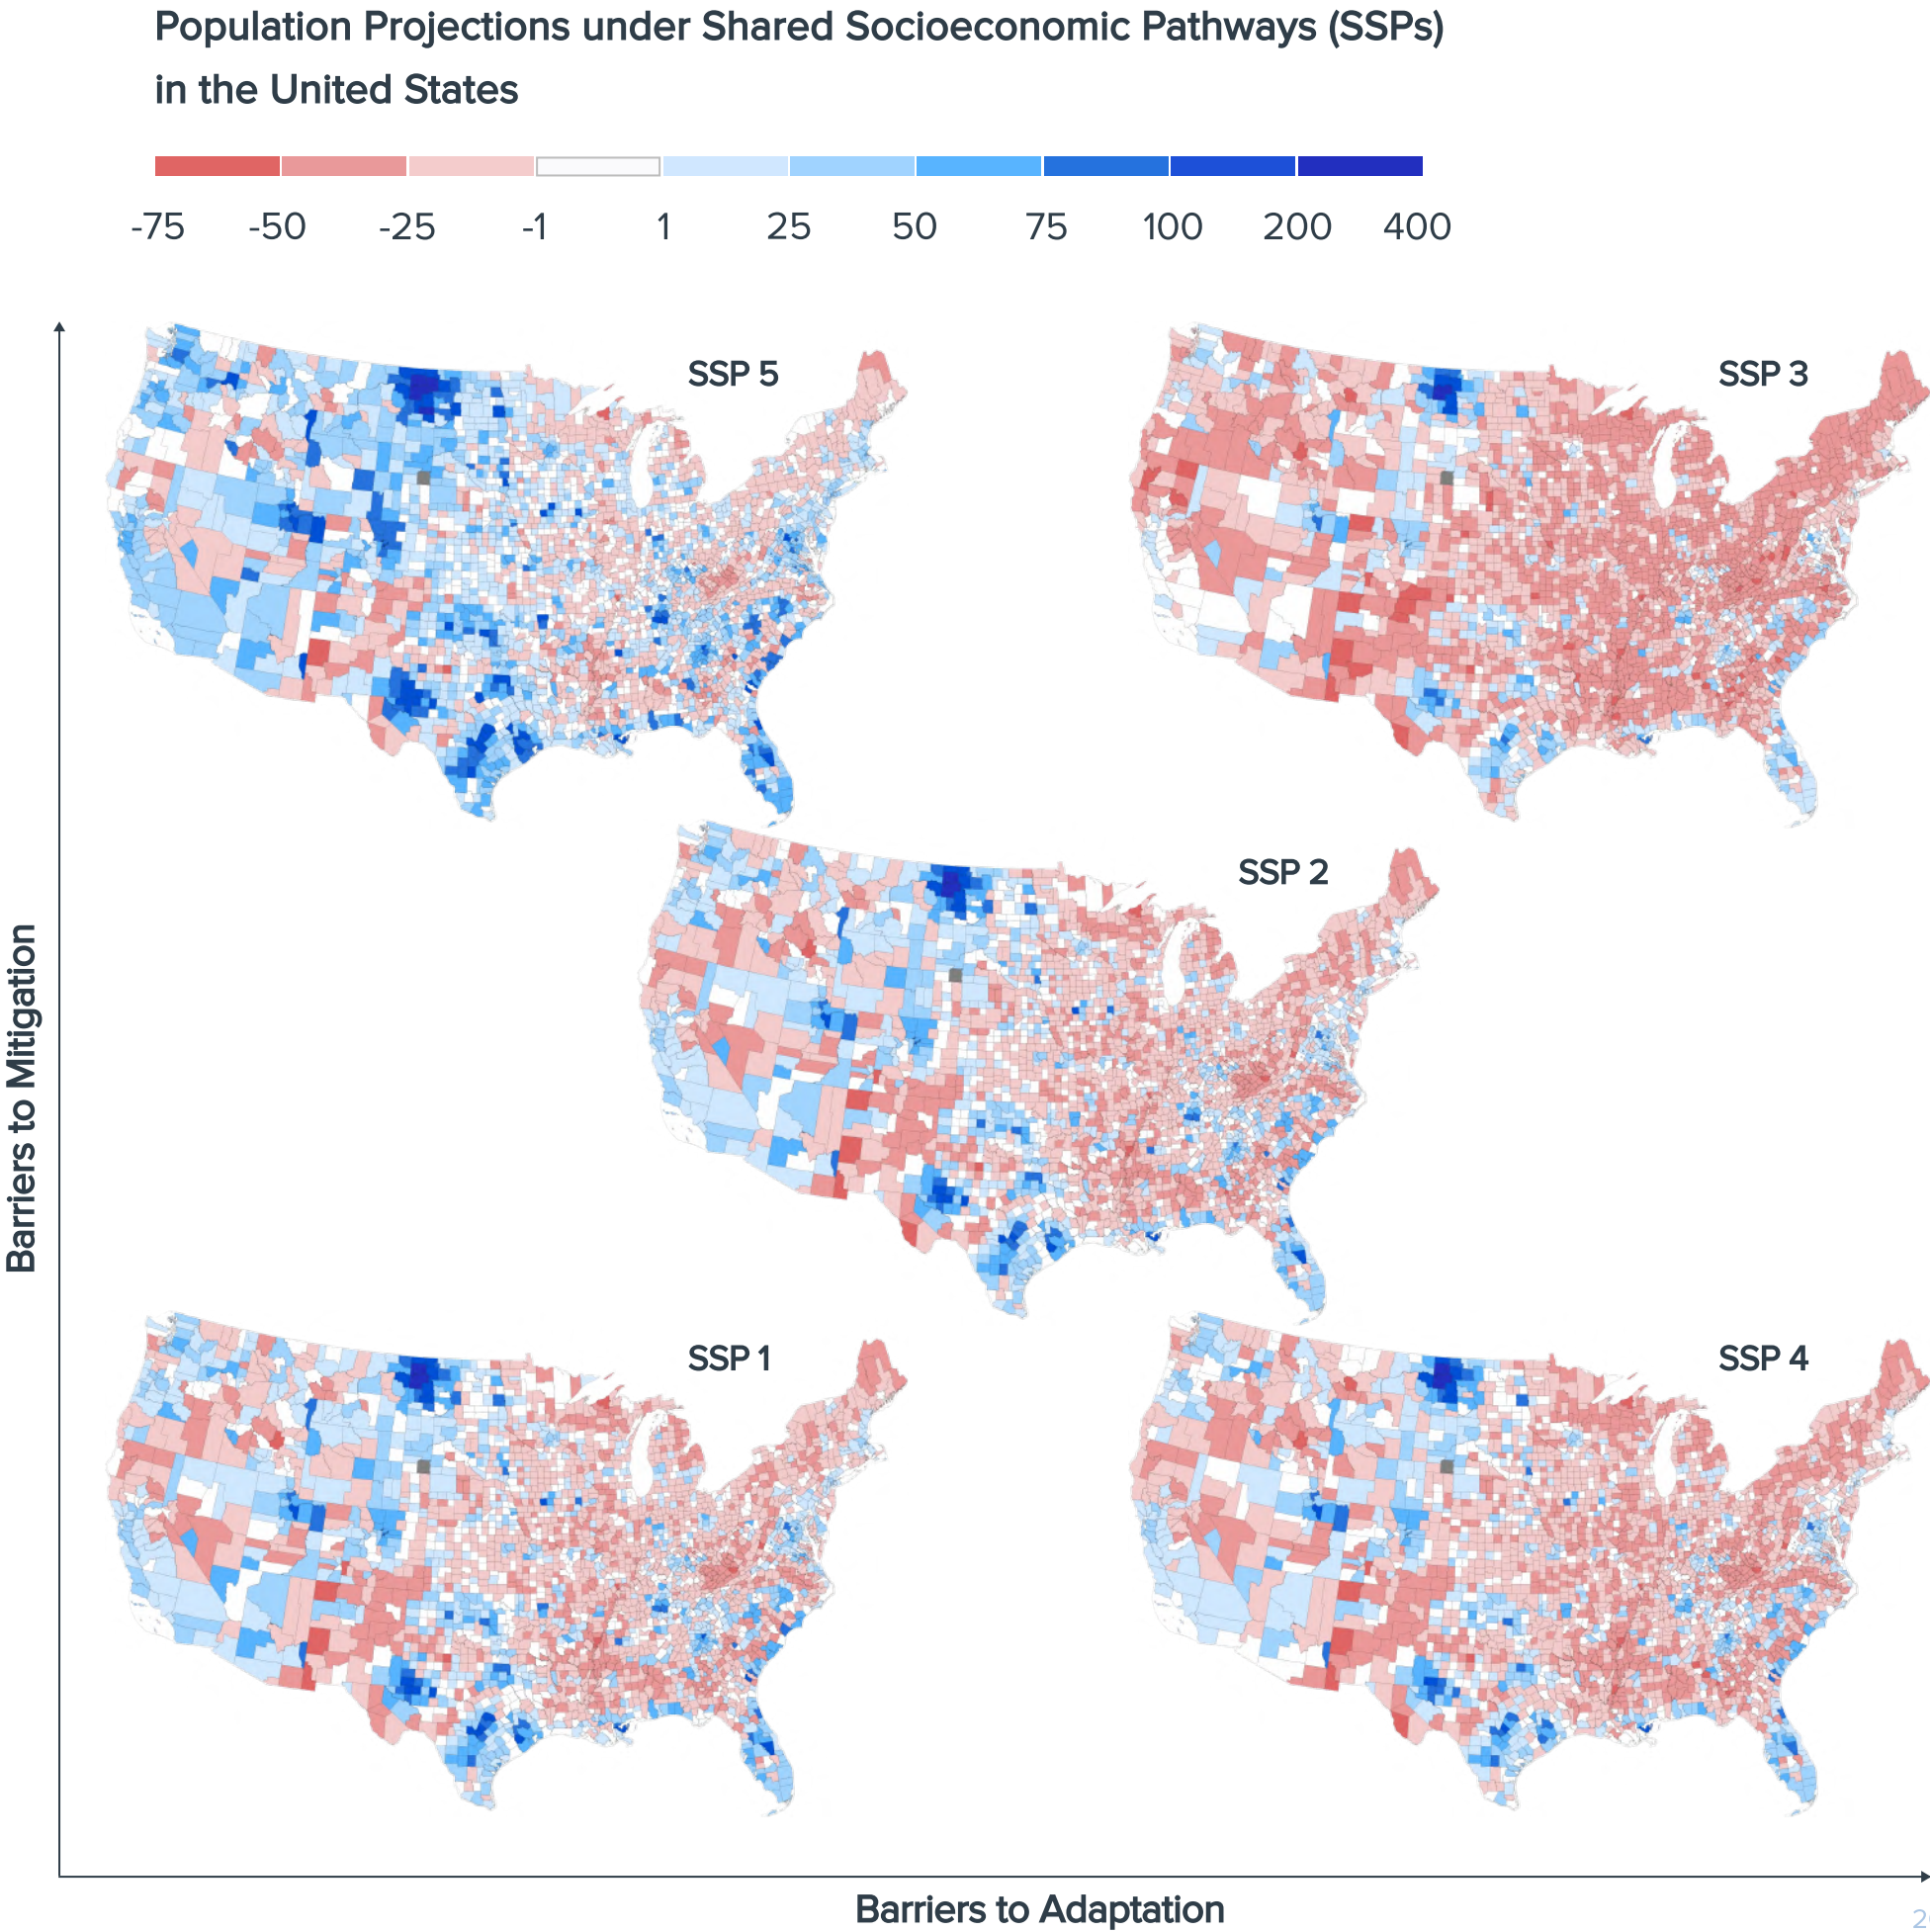 Population Projections under Shared Socioeconomic Pathways (SSPs)
in the United States
-75 -50 -25 -1 1 25 50 75 100 200 400
SSP 5
SSP 3
SSP 2
SSP 1
SSP 4
Barriers to Mitigation
Barriers to Adaptation